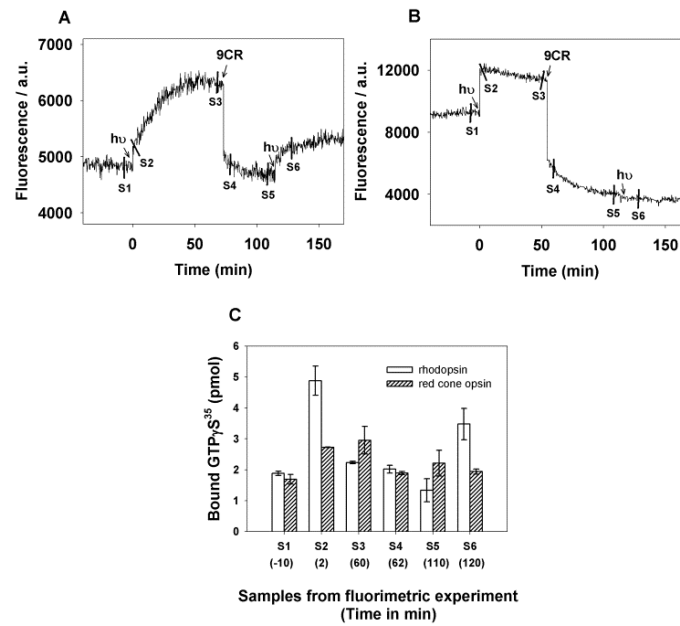 A
B
7000
6000
5000
4000
Fluorescence / a.u.
9CR
hυ
S1
S2
S3
S4
S5
hυ
S6
0
50
100
150
Time (min)
12000
8000
4000
Fluorescence / a.u.
9CR
hυ
S1
S2
S3
S4
S5
hυ
S6
0
50
100
150
Time (min)
C
6
5
4
3
2
1
0
Bound GTPγS³⁵ (pmol)
rhodopsin
red cone opsin
S1 S2 S3 S4 S5 S6
(-10) (2) (60) (62) (110) (120)
Samples from fluorimetric experiment
(Time in min)